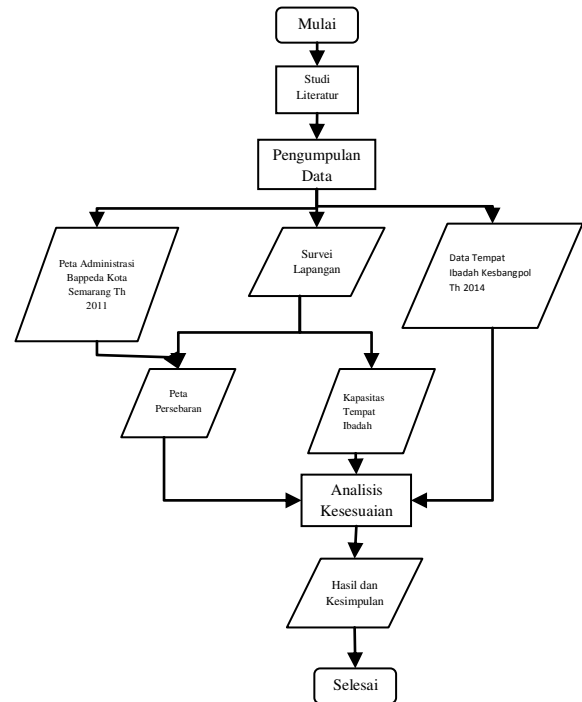 Mulai
Studi
Literatur
Pengumpulan
Data
Peta Administrasi
Bappeda Kota
Semarang Th
2011
Survei
Lapangan
Data Tempat
Ibadah Kesbangpol
Th 2014
Peta
Persebaran
Kapasitas
Tempat
Ibadah
Analisis
Kesesuaian
Hasil dan
Kesimpulan
Selesai